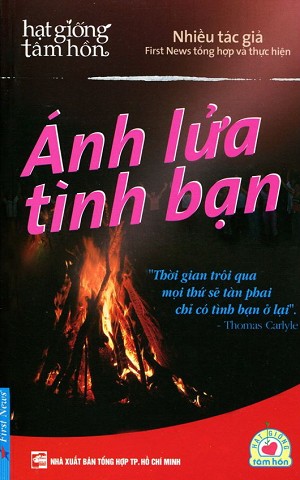 hạt giống
tâm hồn
Nhiều tác giả
First News tổng hợp và thực hiện
Ánh lửa
tình bạn
"Thời gian trôi qua
mọi thứ sẽ tàn phai
chỉ có tình bạn ở lại".
- Thomas Carlyle
First News
NHÀ XUẤT BẢN TỔNG HỢP TP. HỒ CHÍ MINH
HẠT GIỐNG
tâm hồn